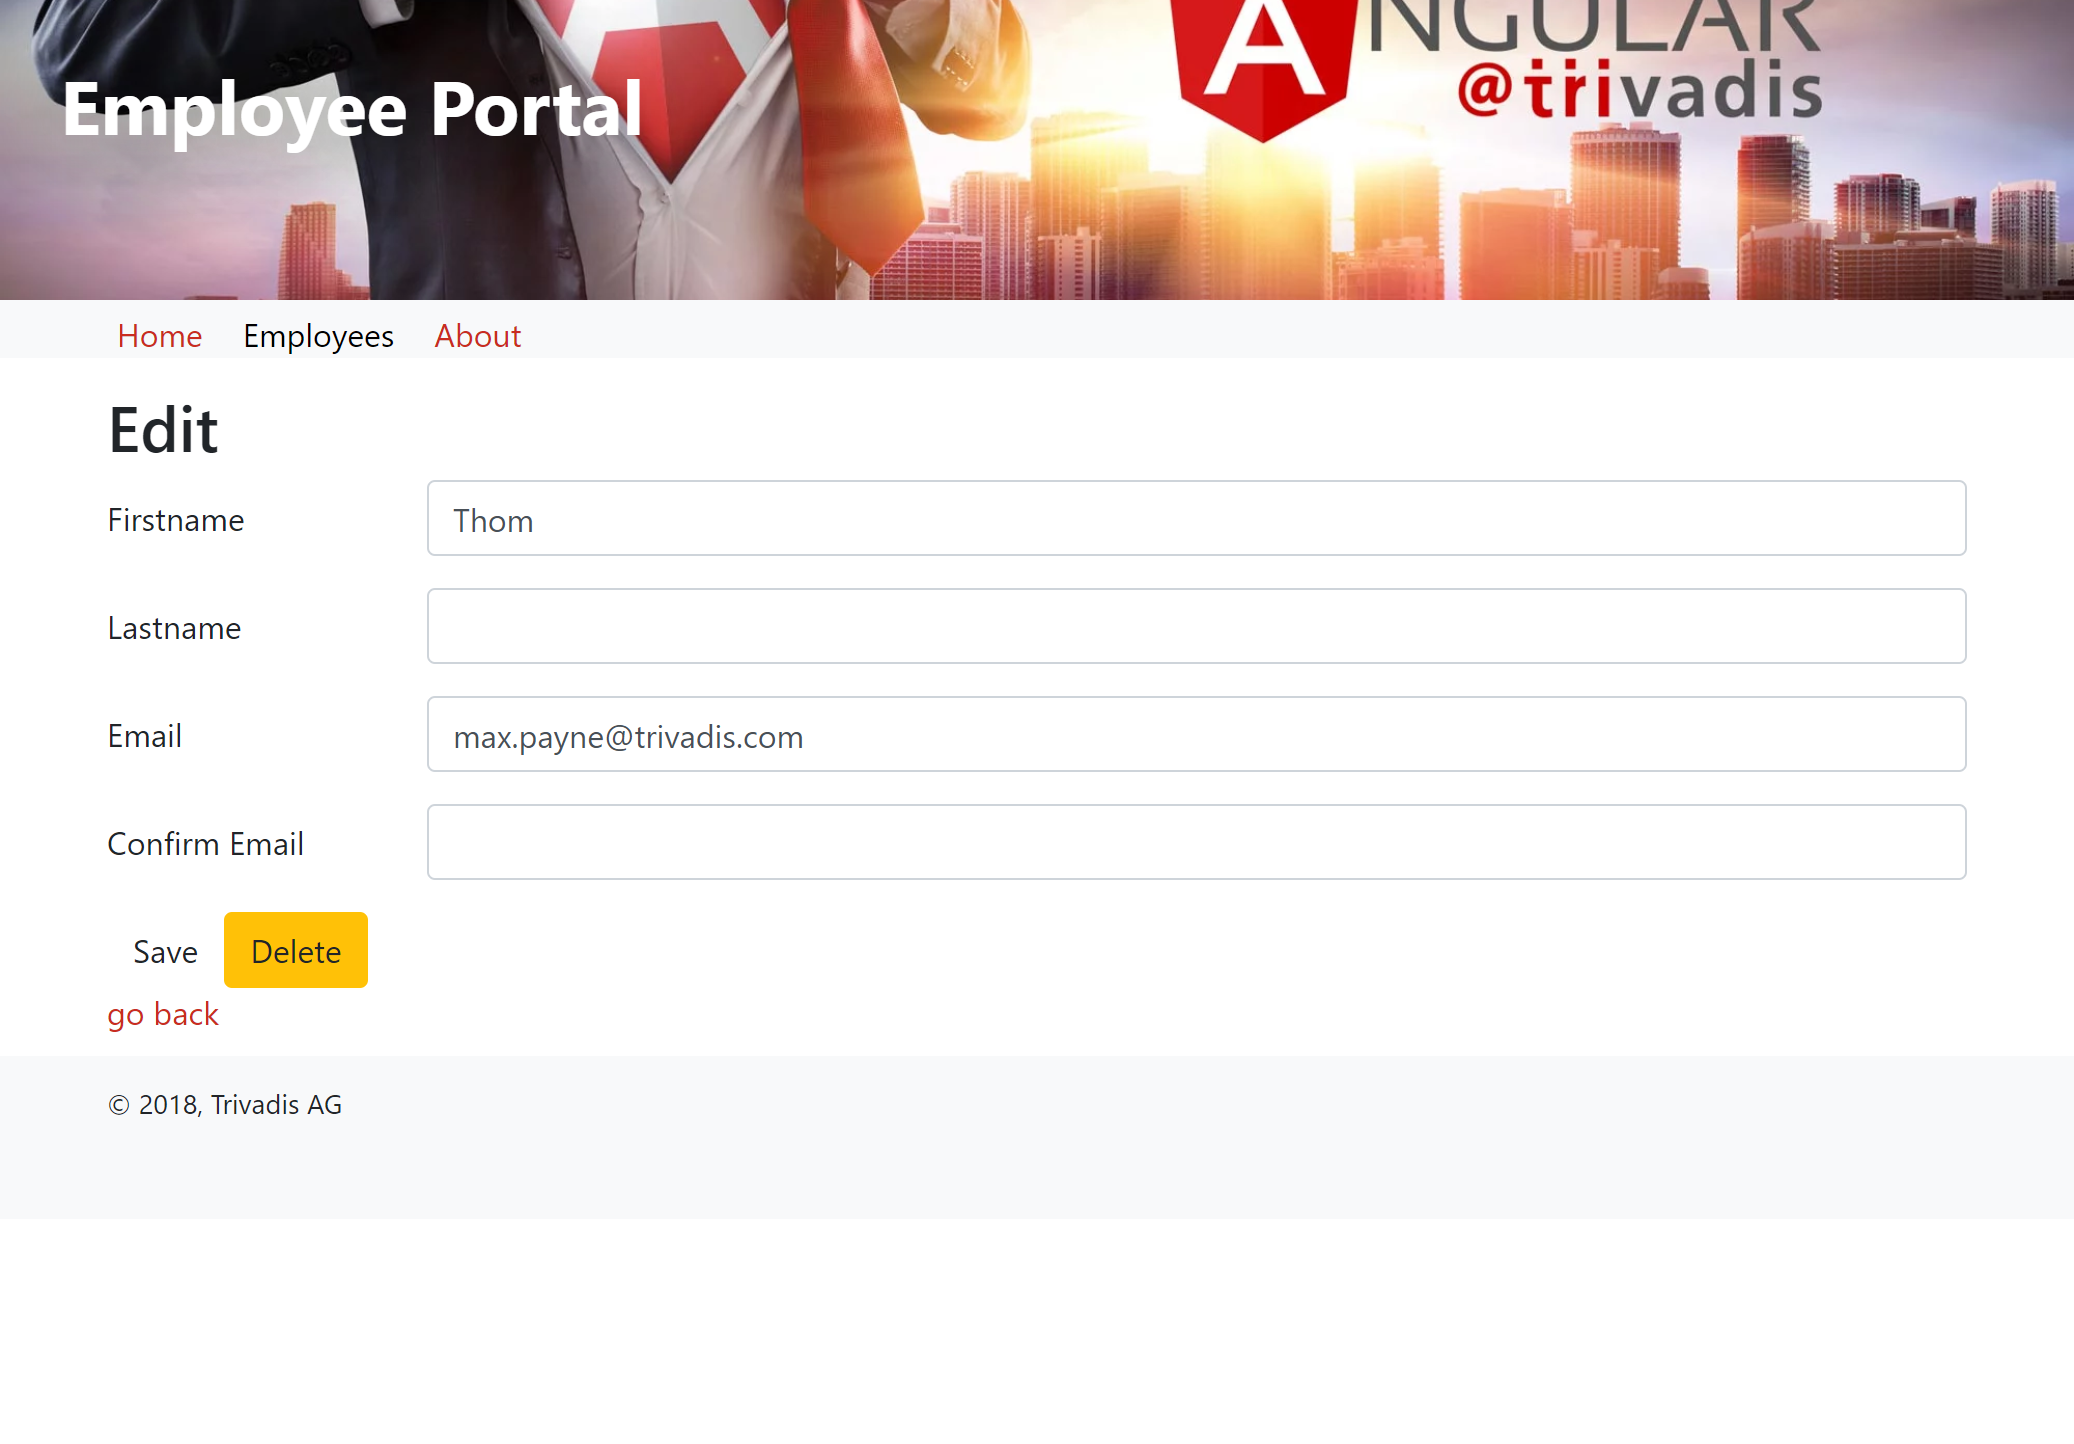 ANGULAR
@trivadis
Employee Portal
Home Employees About
Edit
Firstname Thom
Lastname
Email max.payne@trivadis.com
Confirm Email
Save Delete
go back
© 2018, Trivadis AG